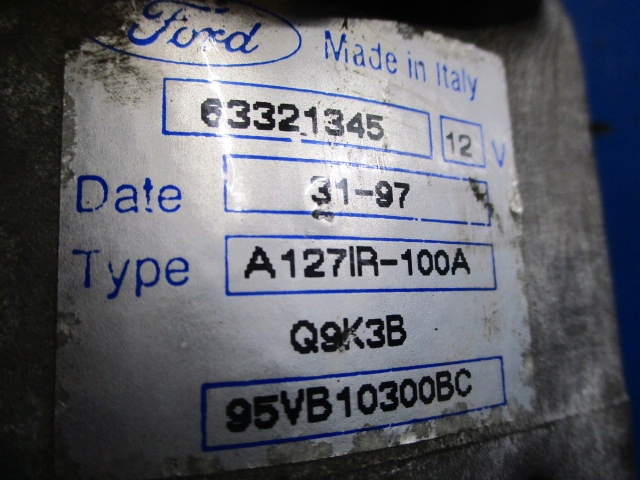 Ford
Made in Italy
63321345 12 V
Date 31-97
Type A127IR-100A
Q9K3B
95VB10300BC